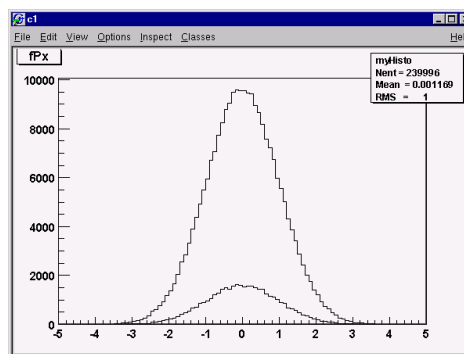 c1
File Edit View Options Inspect Classes Hel
fPx
myHisto
Nent = 239996
Mean = 0.001169
RMS = 1
10000
8000
6000
4000
2000
0
-5 -4 -3 -2 -1 0 1 2 3 4 5